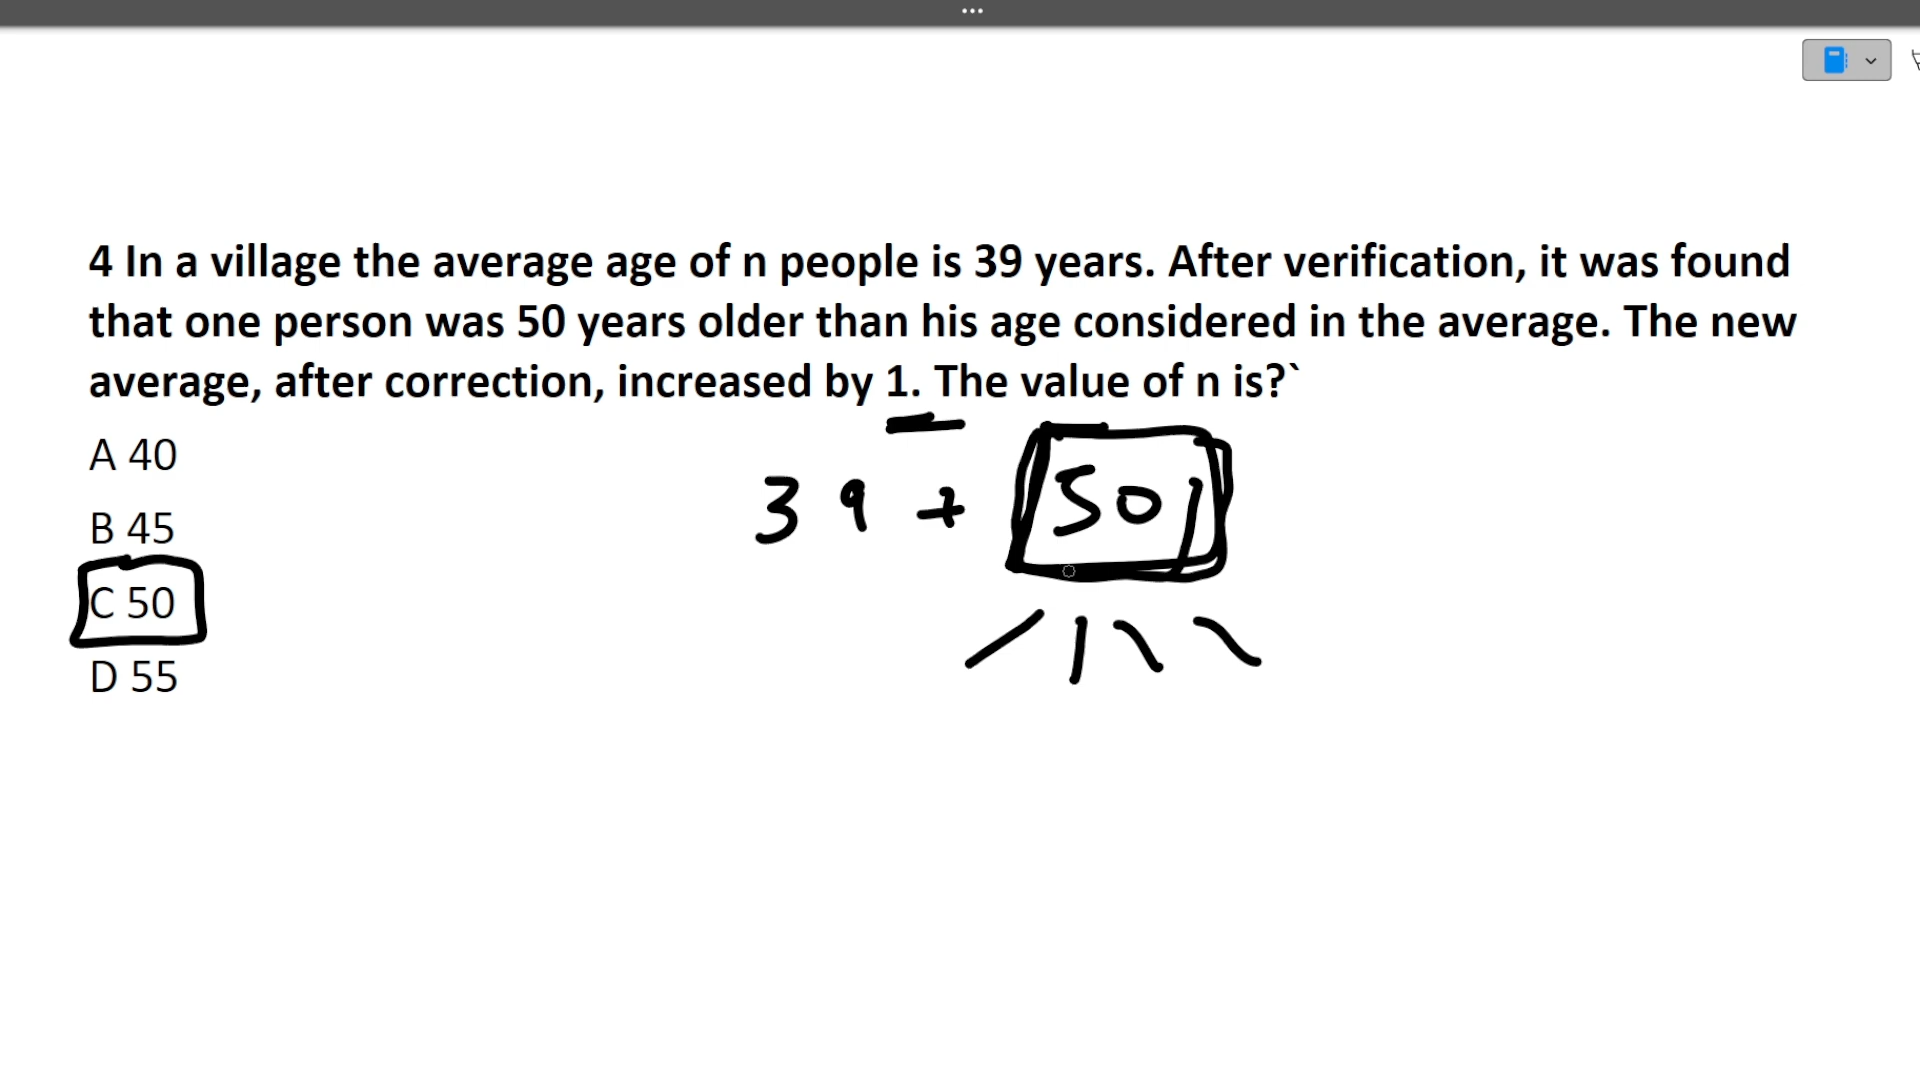 4 In a village the average age of n people is 39 years. After verification, it was found
that one person was 50 years older than his age considered in the average. The new
average, after correction, increased by 1. The value of n is?`
A 40
39 + 50
B 45
C 50
D 55